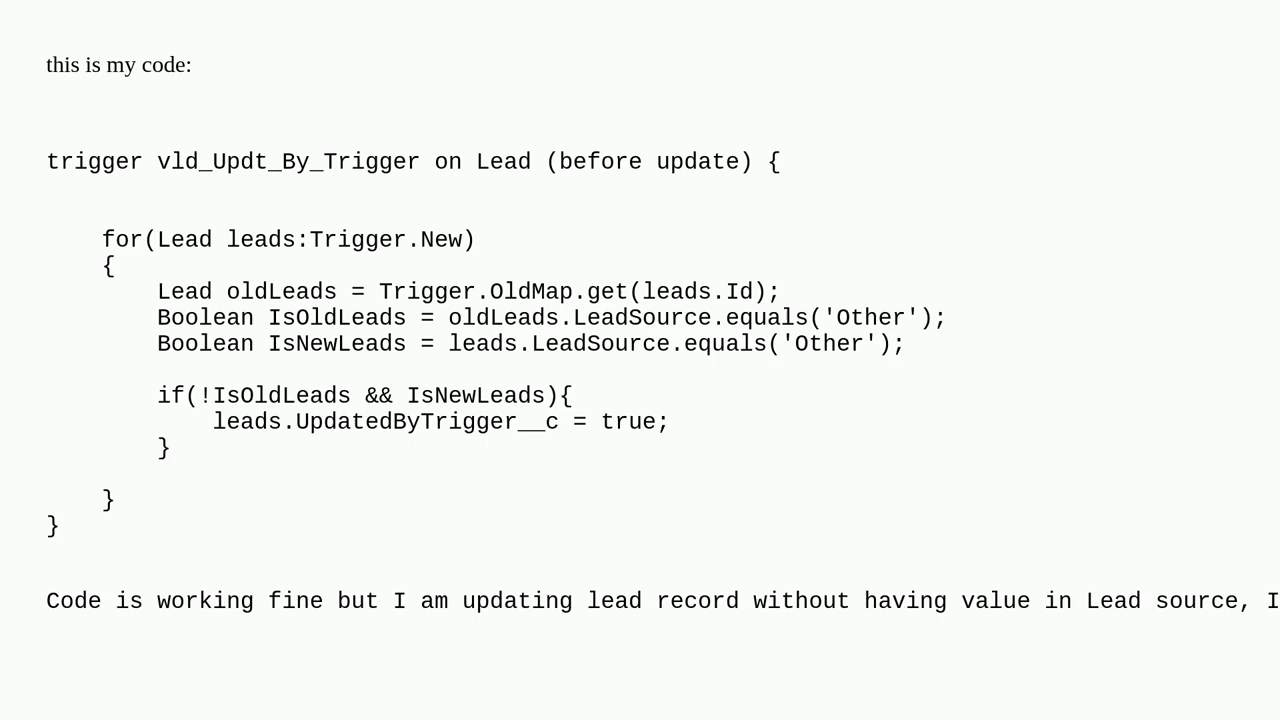 this is my code:
trigger vld_Updt_By_Trigger on Lead (before update) {
for(Lead leads:Trigger.New)
{
Lead oldLeads = Trigger.OldMap.get(leads.Id);
Boolean IsOldLeads = oldLeads.LeadSource.equals('Other');
Boolean IsNewLeads = leads.LeadSource.equals('Other');
if(!IsOldLeads && IsNewLeads){
leads.UpdatedByTrigger__c = true;
}
}
}
Code is working fine but I am updating lead record without having value in Lead source, I